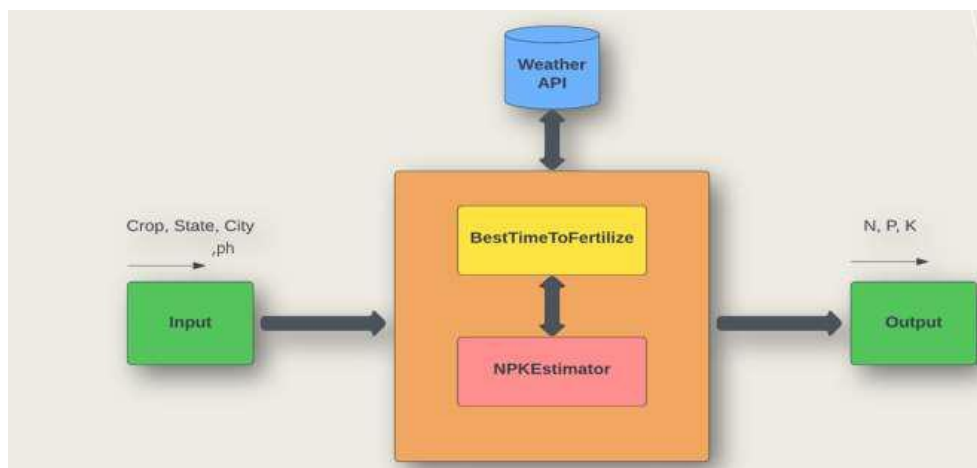 Weather
API
BestTimeToFertilize
Crop, State, City
,ph
N, P, K
Input
Output
NPKEstimator